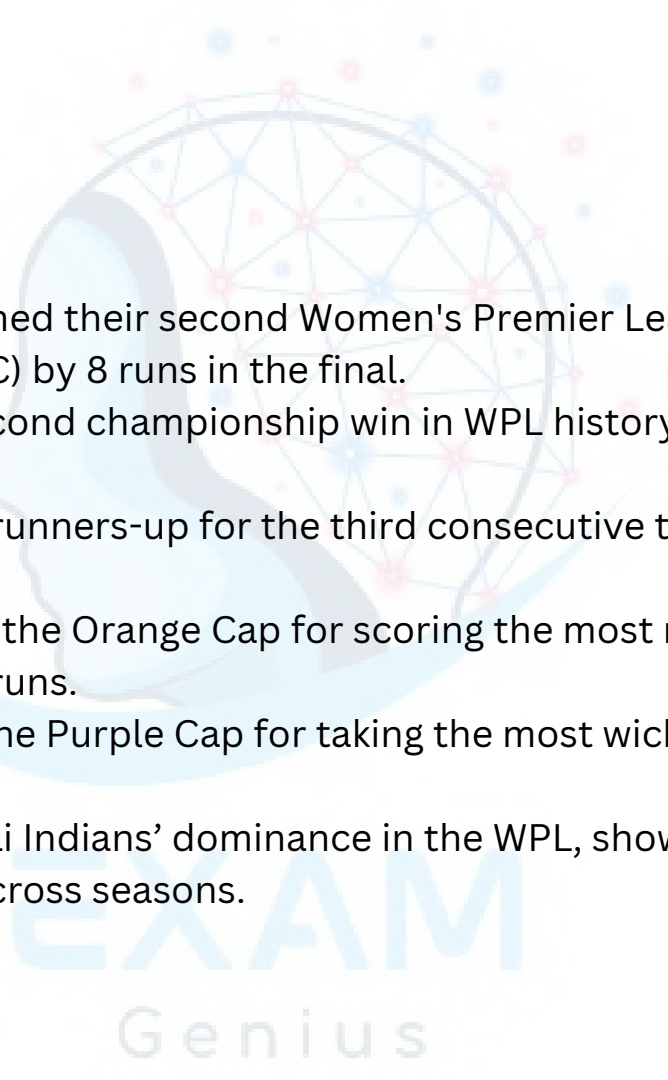 ned their second Women's Premier Le
C) by 8 runs in the final.
cond championship win in WPL history
runners-up for the third consecutive t
the Orange Cap for scoring the most r
runs.
he Purple Cap for taking the most wick
i Indians’ dominance in the WPL, show
cross seasons.
EXAM
Genius